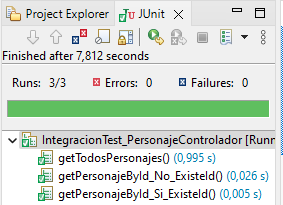 Project Explorer JUnit
Finished after 7,812 seconds
Runs: 3/3 Errors: 0 Failures: 0
IntegracionTest_PersonajeControlador [Runn
getTodosPersonajes() (0,995 s)
getPersonajeById_No_ExisteId() (0,026 s)
getPersonajeById_Si_ExisteId() (0,005 s)